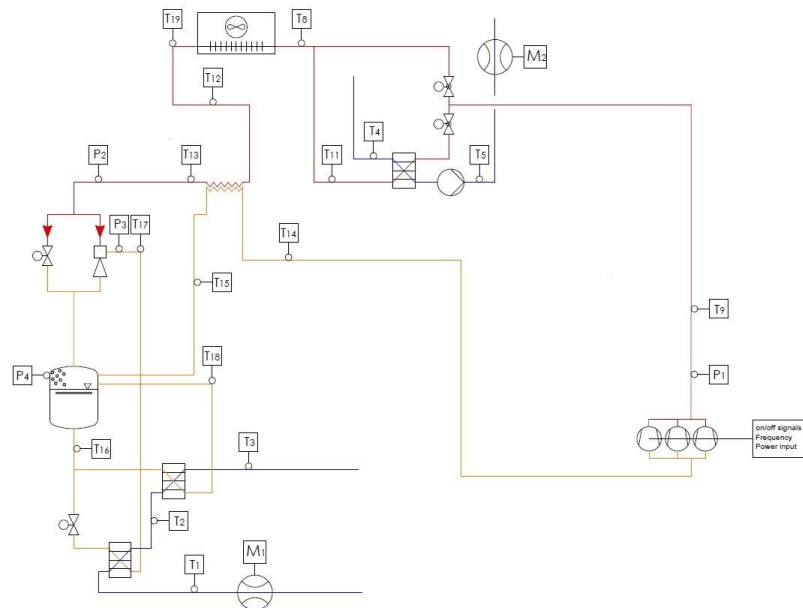 T19
T8
M2
T12
T4
P2
T13
T11
T5
P3
T17
T14
T15
T9
T18
P4
P1
on/off signals
Frequency
Power input
T16
T3
T2
M1
T1